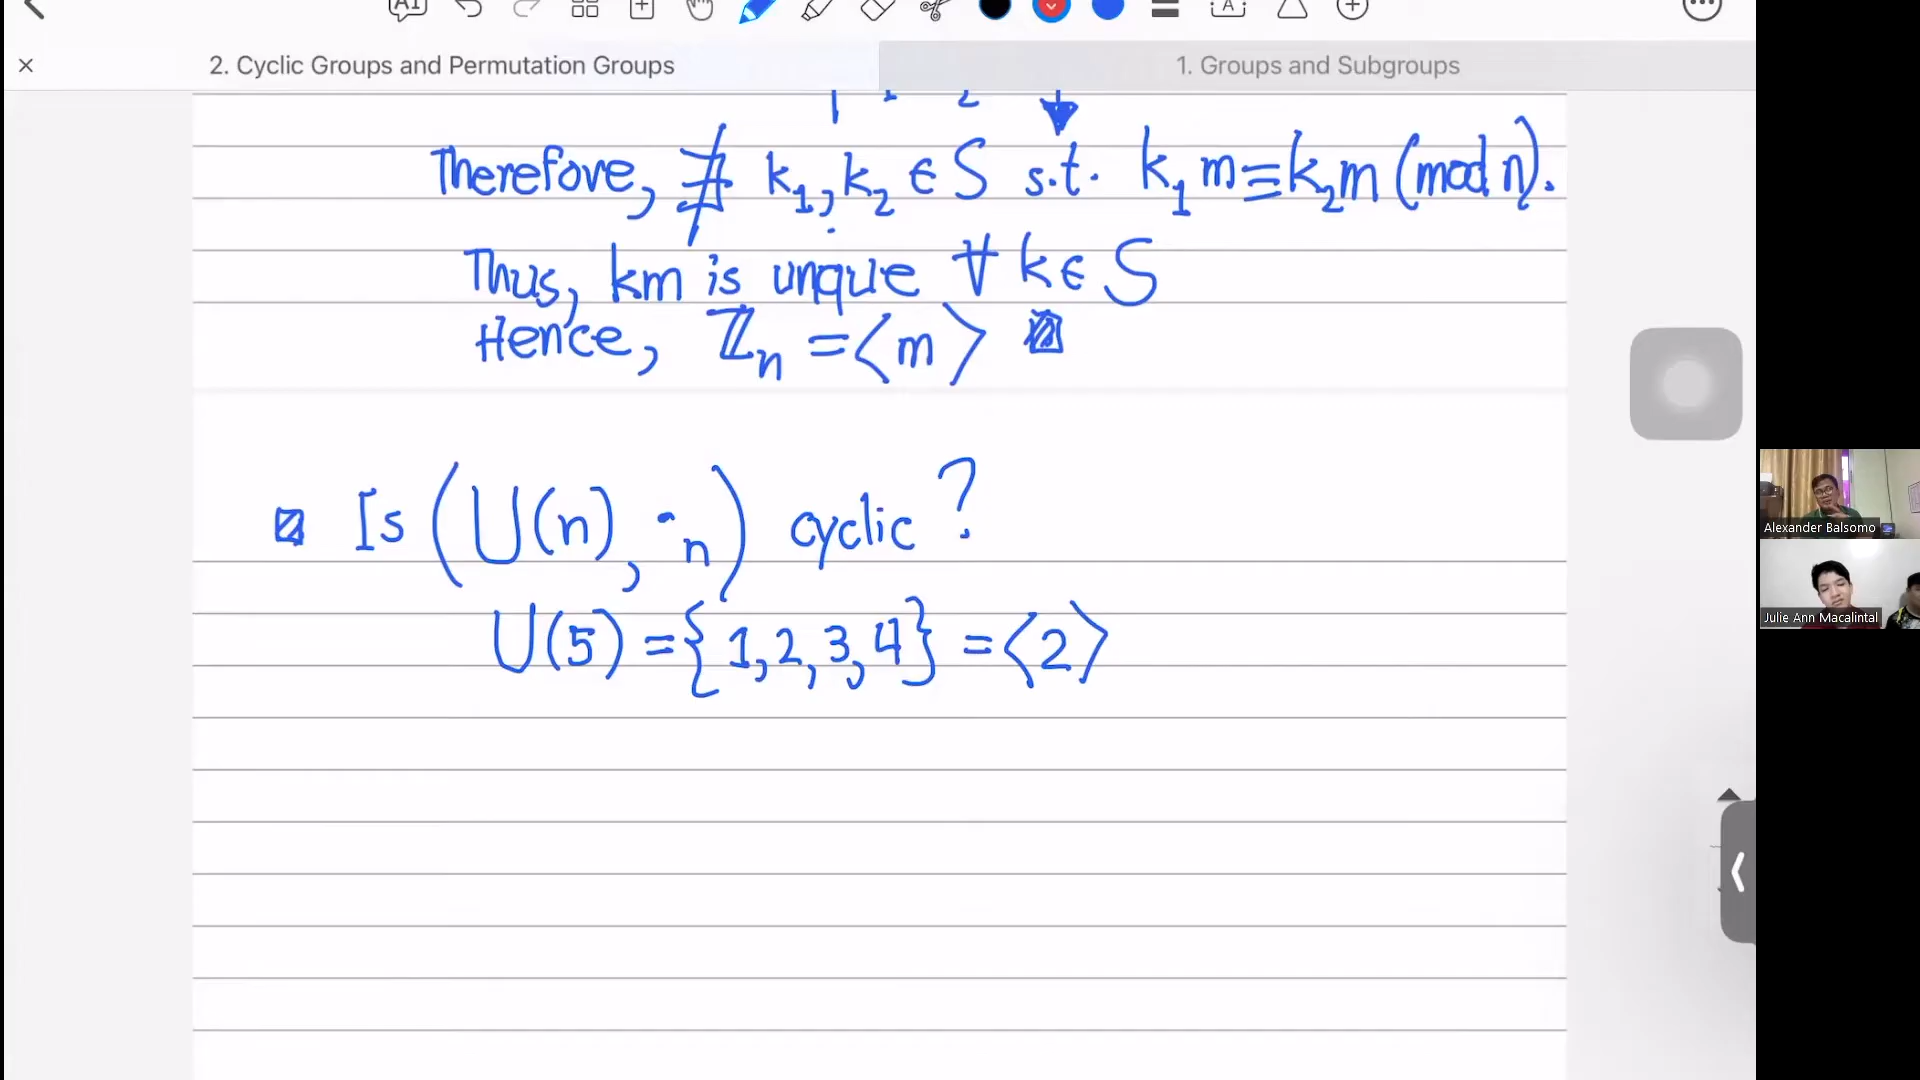 2. Cyclic Groups and Permutation Groups
1. Groups and Subgroups
Therefore, ∄ k₁, k₂ ∈ S s.t. k₁m ≡ k₂m (mod n).
Thus, km is unque ∀ k ∈ S
Hence, ℤₙ = ⟨m⟩
Is (U(n), ·ₙ) cyclic?
U(5) = {1, 2, 3, 4} = ⟨2⟩
Alexander Balsomo
Julie Ann Macalintal